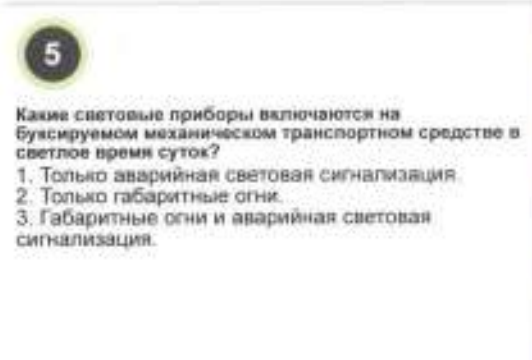 5
Какие световые приборы включаются на
буксируемом механическом транспортном средстве в
светлое время суток?
1. Только аварийная световая сигнализация.
2. Только габаритные огни.
3. Габаритные огни и аварийная световая
сигнализация.